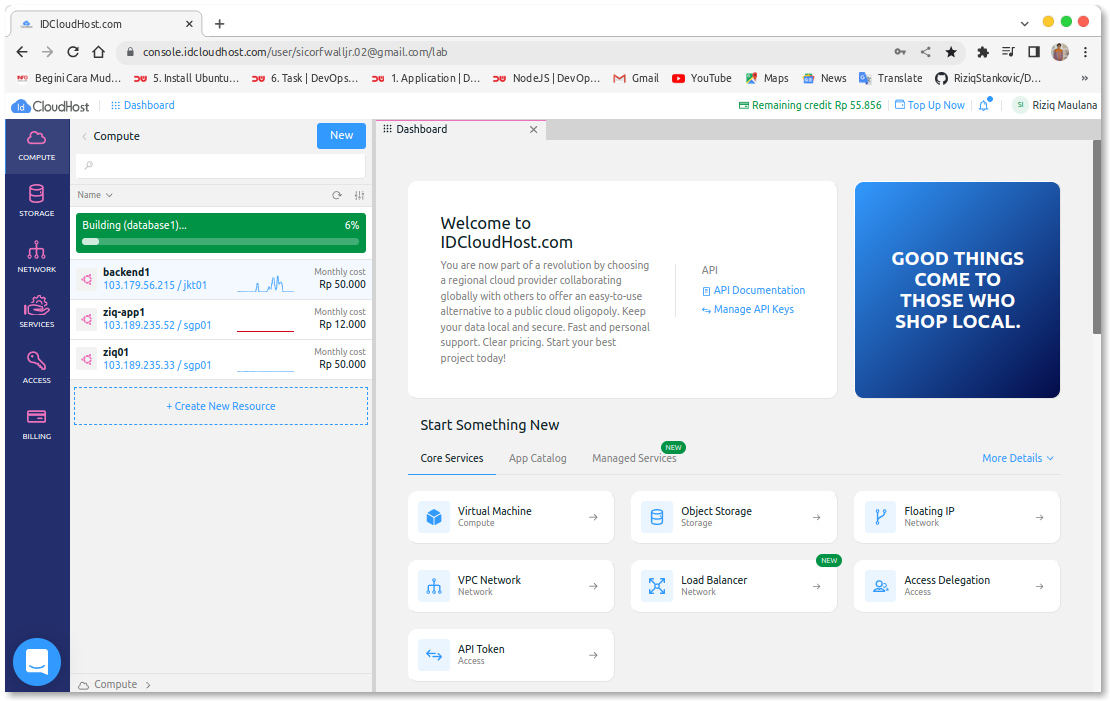 IDCloudHost.com
console.idcloudhost.com/user/sicorfwalljr.02@gmail.com/lab
Begini Cara Mud...
5. Install Ubuntu...
6. Task | DevOps...
1. Application | D...
NodeJS | DevOp...
Gmail
YouTube
Maps
News
Translate
RiziqStankovic/D...
»
Id CloudHost
Dashboard
Remaining credit Rp 55.856
Top Up Now
SI
Riziq Maulana
COMPUTE
STORAGE
NETWORK
SERVICES
ACCESS
BILLING
Compute
New
Name
Building (database1)...
6%
backend1
103.179.56.215 / jkt01
Monthly cost
Rp 50.000
ziq-app1
103.189.235.52 / sgp01
Monthly cost
Rp 12.000
ziq01
103.189.235.33 / sgp01
Monthly cost
Rp 50.000
+ Create New Resource
Compute
Dashboard
Welcome to
IDCloudHost.com
You are now part of a revolution by choosing
a regional cloud provider collaborating
globally with others to offer an easy-to-use
alternative to a public cloud oligopoly. Keep
your data local and secure. Fast and personal
support. Clear pricing. Start your best
project today!
API
API Documentation
Manage API Keys
GOOD THINGS
COME TO
THOSE WHO
SHOP LOCAL.
Start Something New
Core Services
App Catalog
Managed Services
NEW
More Details
Virtual Machine
Compute
Object Storage
Storage
Floating IP
Network
VPC Network
Network
Load Balancer
Network
NEW
Access Delegation
Access
API Token
Access